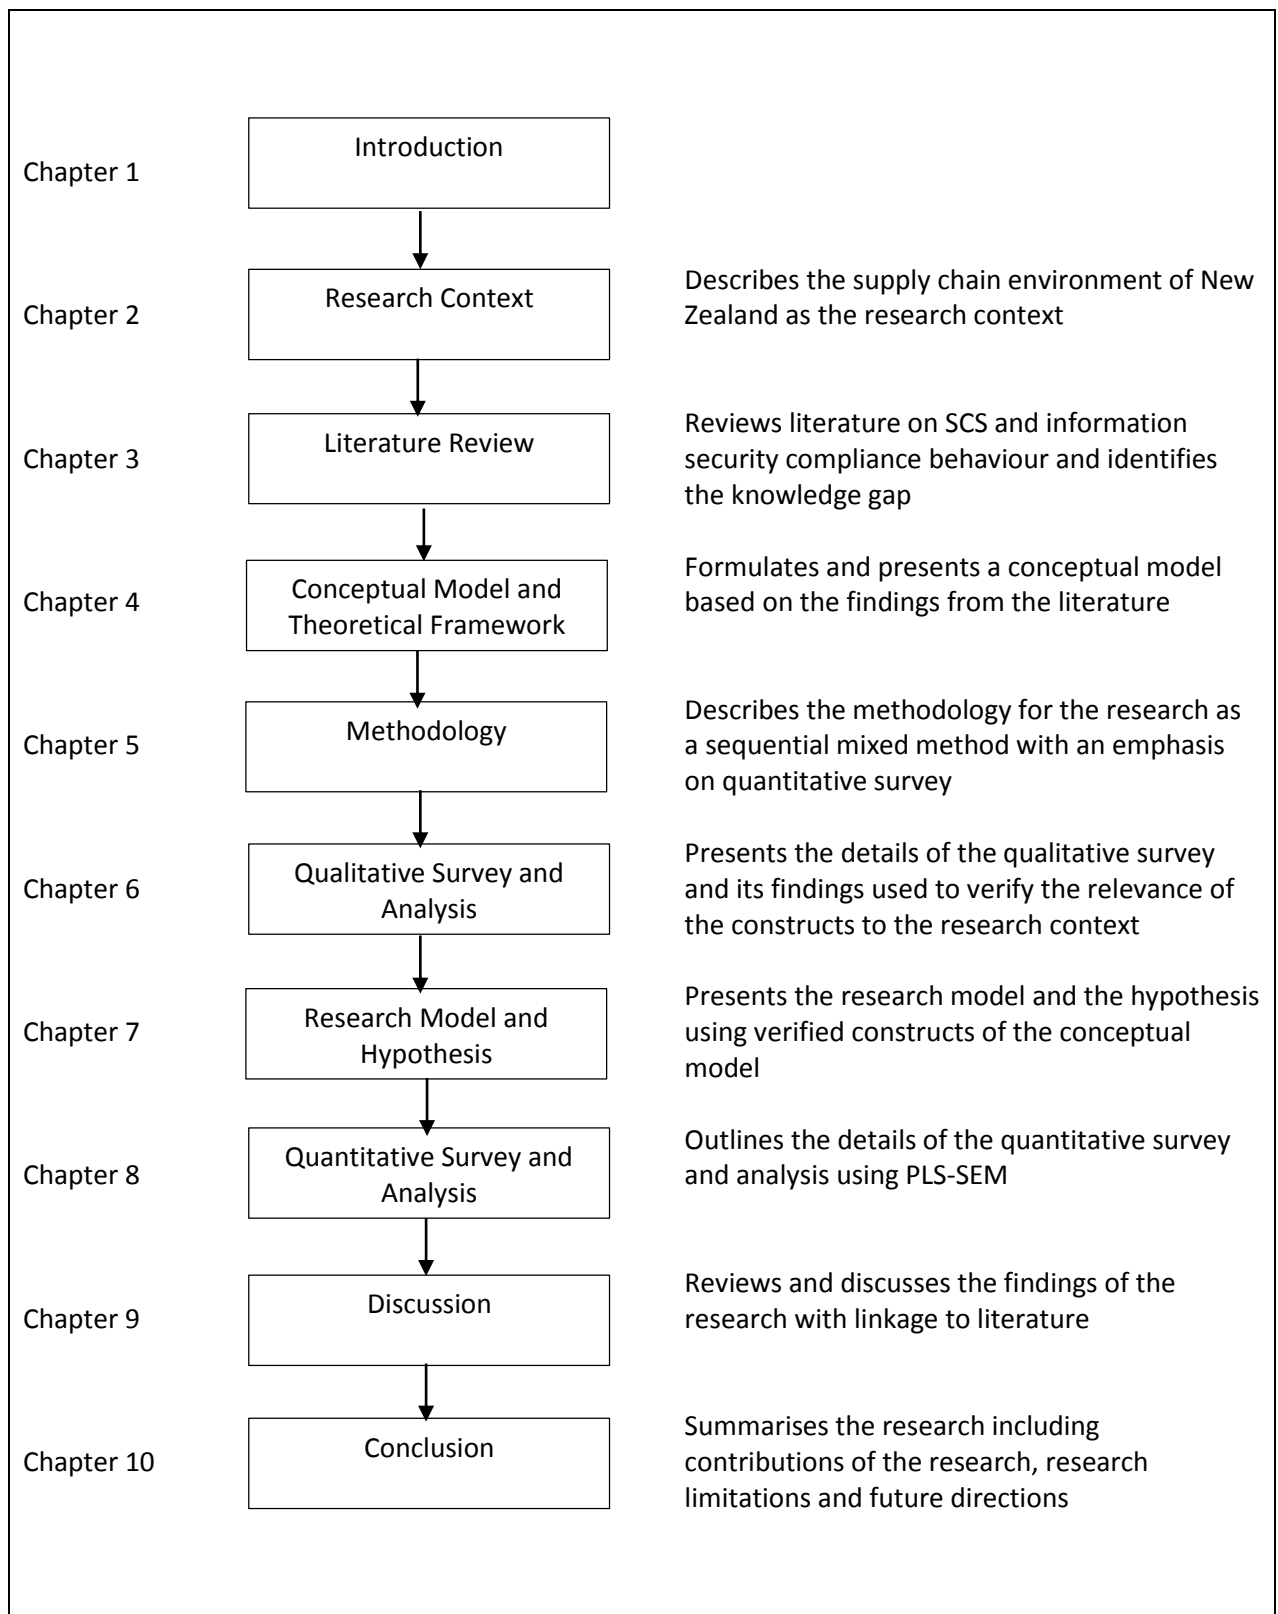 Chapter 1
Introduction
Chapter 2
Research Context
Describes the supply chain environment of New
Zealand as the research context
Chapter 3
Literature Review
Reviews literature on SCS and information
security compliance behaviour and identifies
the knowledge gap
Chapter 4
Conceptual Model and
Theoretical Framework
Formulates and presents a conceptual model
based on the findings from the literature
Chapter 5
Methodology
Describes the methodology for the research as
a sequential mixed method with an emphasis
on quantitative survey
Chapter 6
Qualitative Survey and
Analysis
Presents the details of the qualitative survey
and its findings used to verify the relevance of
the constructs to the research context
Chapter 7
Research Model and
Hypothesis
Presents the research model and the hypothesis
using verified constructs of the conceptual
model
Chapter 8
Quantitative Survey and
Analysis
Outlines the details of the quantitative survey
and analysis using PLS-SEM
Chapter 9
Discussion
Reviews and discusses the findings of the
research with linkage to literature
Chapter 10
Conclusion
Summarises the research including
contributions of the research, research
limitations and future directions